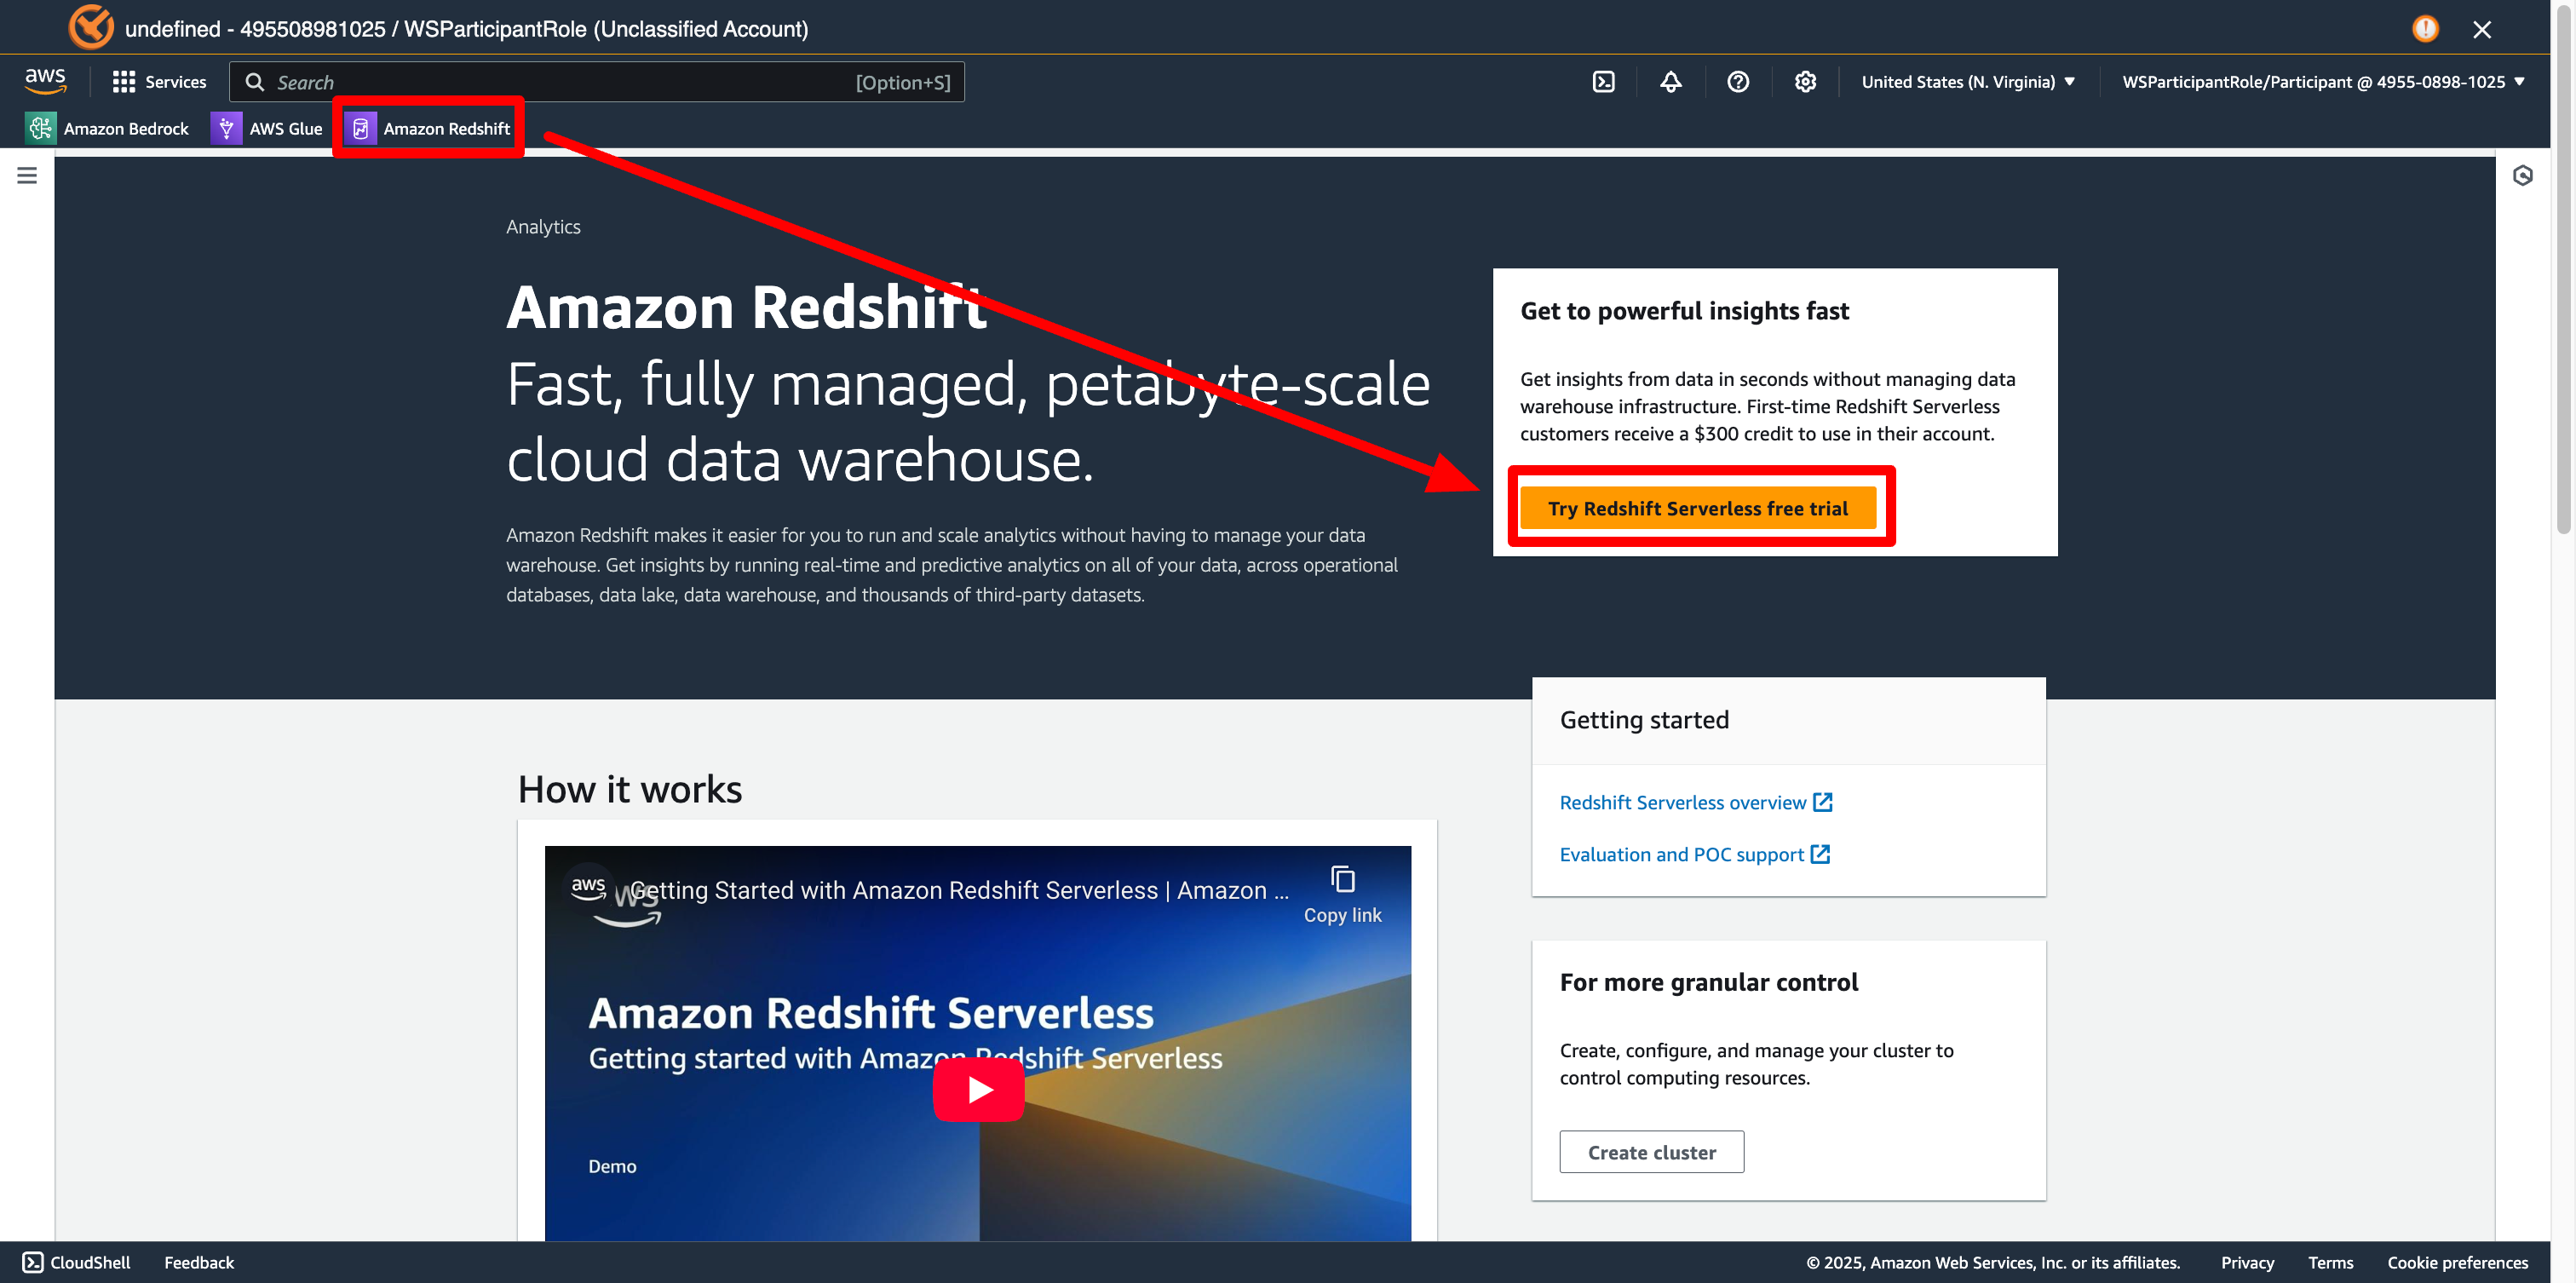 undefined - 495508981025 / WSParticipantRole (Unclassified Account)
aws
Services
Search
[Option+S]
United States (N. Virginia)
WSParticipantRole/Participant @ 4955-0898-1025
Amazon Bedrock
AWS Glue
Amazon Redshift
Analytics
Amazon Redshift
Fast, fully managed, petabyte-scale
cloud data warehouse.
Amazon Redshift makes it easier for you to run and scale analytics without having to manage your data
warehouse. Get insights by running real-time and predictive analytics on all of your data, across operational
databases, data lake, data warehouse, and thousands of third-party datasets.
Get to powerful insights fast
Get insights from data in seconds without managing data
warehouse infrastructure. First-time Redshift Serverless
customers receive a $300 credit to use in their account.
Try Redshift Serverless free trial
Getting started
Redshift Serverless overview
Evaluation and POC support
How it works
aws
Getting Started with Amazon Redshift Serverless | Amazon ...
Copy link
Amazon Redshift Serverless
Getting started with Amazon Redshift Serverless
Demo
For more granular control
Create, configure, and manage your cluster to
control computing resources.
Create cluster
CloudShell
Feedback
© 2025, Amazon Web Services, Inc. or its affiliates.
Privacy
Terms
Cookie preferences